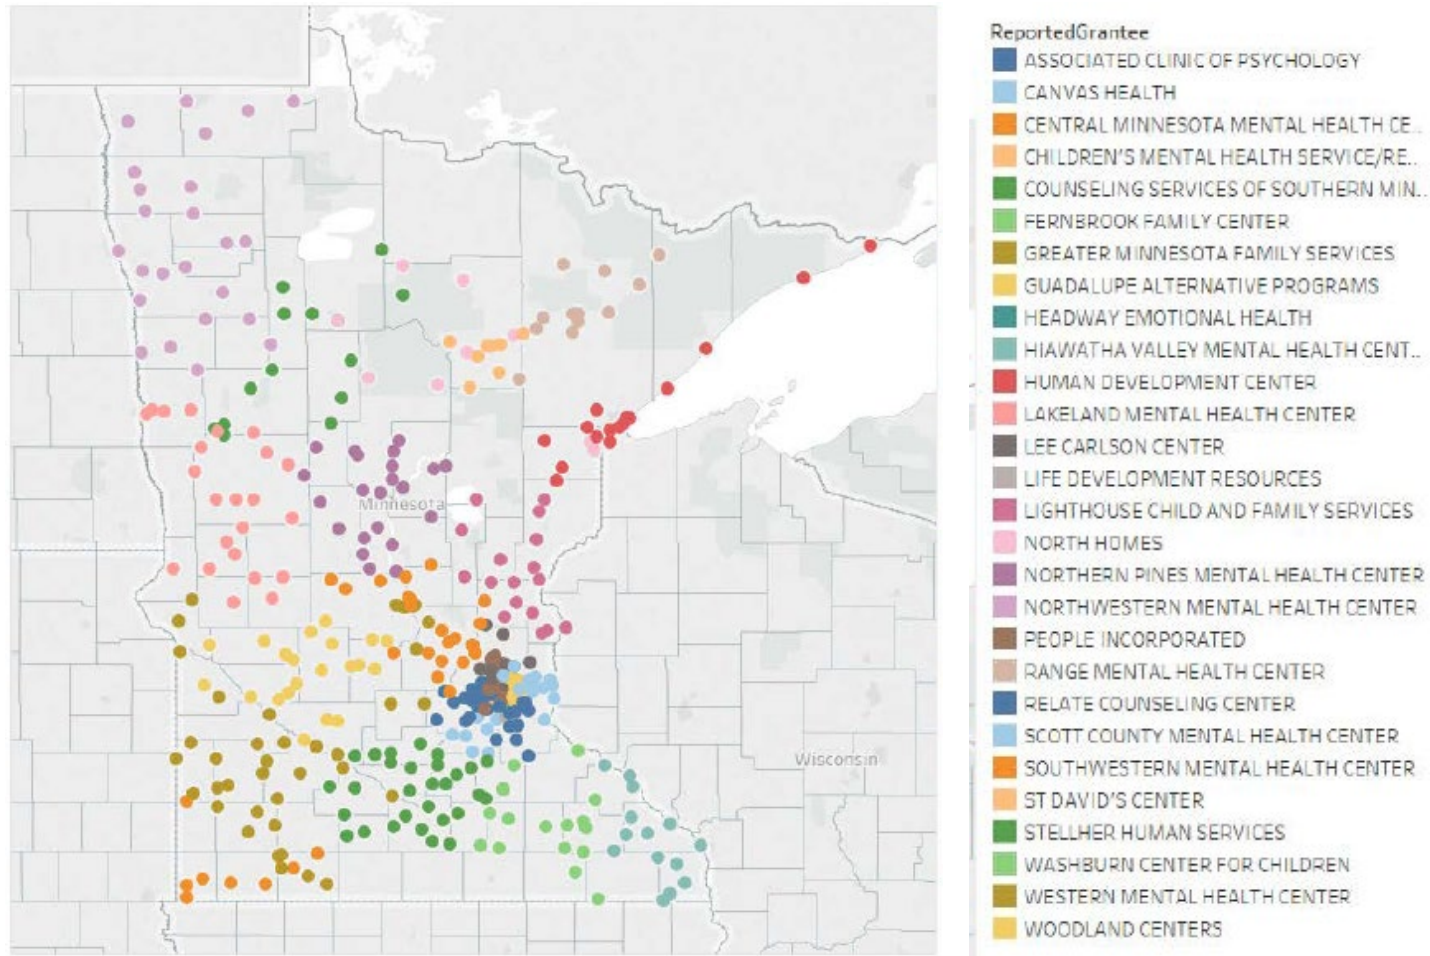 ReportedGrantee
ASSOCIATED CLINIC OF PSYCHOLOGY
CANVAS HEALTH
CENTRAL MINNESOTA MENTAL HEALTH CE..
CHILDREN'S MENTAL HEALTH SERVICE/RE..
COUNSELING SERVICES OF SOUTHERN MIN..
FERNBROOK FAMILY CENTER
GREATER MINNESOTA FAMILY SERVICES
GUADALUPE ALTERNATIVE PROGRAMS
HEADWAY EMOTIONAL HEALTH
HIAWATHA VALLEY MENTAL HEALTH CENT..
HUMAN DEVELOPMENT CENTER
LAKELAND MENTAL HEALTH CENTER
LEE CARLSON CENTER
LIFE DEVELOPMENT RESOURCES
LIGHTHOUSE CHILD AND FAMILY SERVICES
NORTH HOMES
NORTHERN PINES MENTAL HEALTH CENTER
NORTHWESTERN MENTAL HEALTH CENTER
PEOPLE INCORPORATED
RANGE MENTAL HEALTH CENTER
RELATE COUNSELING CENTER
SCOTT COUNTY MENTAL HEALTH CENTER
SOUTHWESTERN MENTAL HEALTH CENTER
ST DAVID'S CENTER
STELLHER HUMAN SERVICES
WASHBURN CENTER FOR CHILDREN
WESTERN MENTAL HEALTH CENTER
WOODLAND CENTERS
Minnesota
Wisconsin